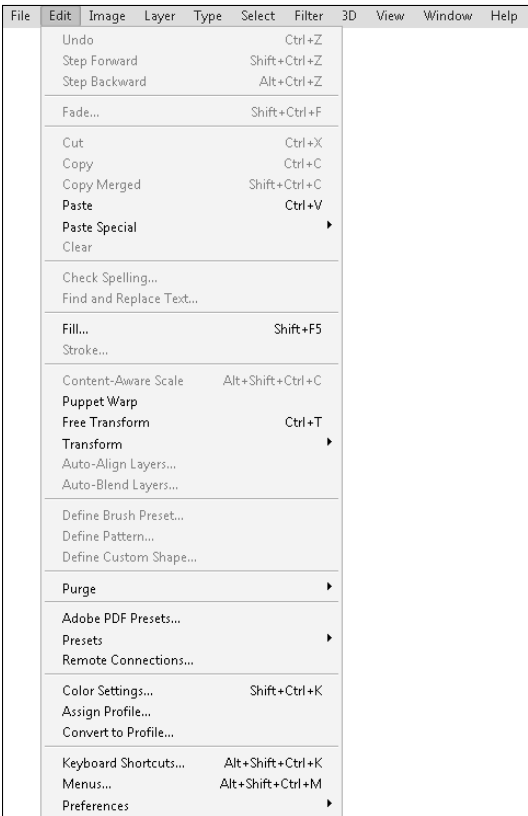 File Edit Image Layer Type Select Filter 3D View Window Help
Undo Ctrl+Z
Step Forward Shift+Ctrl+Z
Step Backward Alt+Ctrl+Z
Fade... Shift+Ctrl+F
Cut Ctrl+X
Copy Ctrl+C
Copy Merged Shift+Ctrl+C
Paste Ctrl+V
Paste Special
Clear
Check Spelling...
Find and Replace Text...
Fill... Shift+F5
Stroke...
Content-Aware Scale Alt+Shift+Ctrl+C
Puppet Warp
Free Transform Ctrl+T
Transform
Auto-Align Layers...
Auto-Blend Layers...
Define Brush Preset...
Define Pattern...
Define Custom Shape...
Purge
Adobe PDF Presets...
Presets
Remote Connections...
Color Settings... Shift+Ctrl+K
Assign Profile...
Convert to Profile...
Keyboard Shortcuts... Alt+Shift+Ctrl+K
Menus... Alt+Shift+Ctrl+M
Preferences